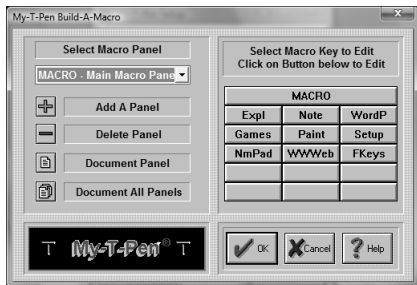 My-T-Pen Build-A-Macro
Select Macro Panel
MACRO - Main Macro Pane
Add A Panel
Delete Panel
Document Panel
Document All Panels
T My-T-Pen® T
Select Macro Key to Edit
Click on Button below to Edit
MACRO
Expl Note WordP
Games Paint Setup
NmPad WWWeb FKeys
OK Cancel Help